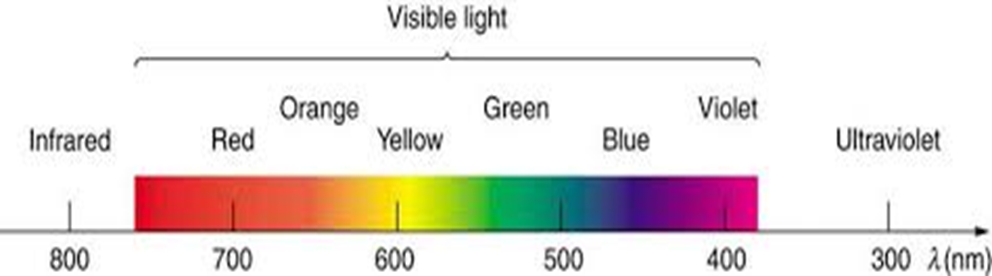 Visible light
Orange Green Violet
Infrared Red Yellow Blue Ultraviolet
800 700 600 500 400 300 λ(nm)